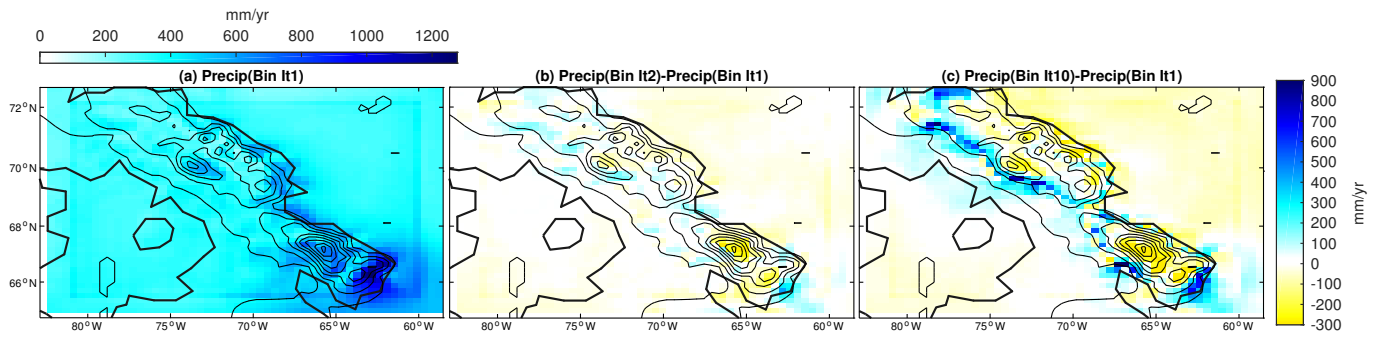 mm/yr
0 200 400 600 800 1000 1200
(a) Precip(Bin It1) (b) Precip(Bin It2)-Precip(Bin It1) (c) Precip(Bin It10)-Precip(Bin It1)
72°N
70°N
68°N
66°N
80°W 75°W 70°W 65°W 60°W
80°W 75°W 70°W 65°W 60°W
80°W 75°W 70°W 65°W 60°W
900
800
700
600
500
400
300
200
100
0
-100
-200
-300
mm/yr